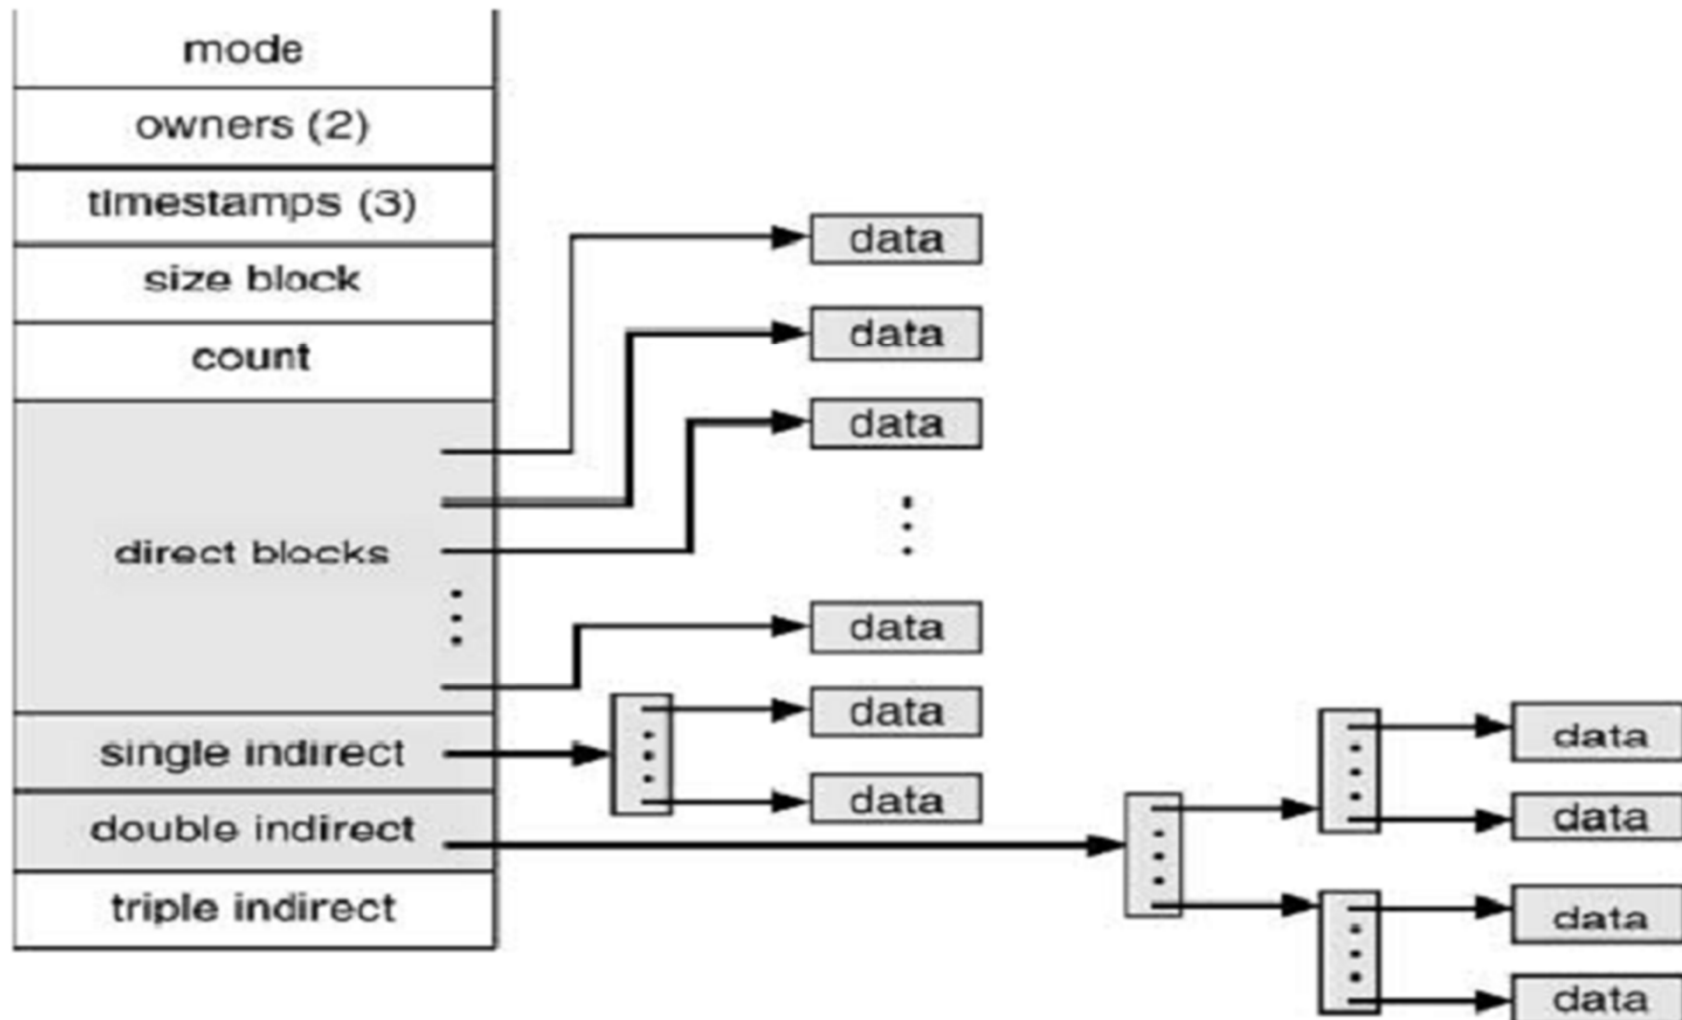 mode
owners (2)
timestamps (3)
size block
count
direct blocks
single indirect
double indirect
triple indirect
data
data
data
data
data
data
data
data
data
data